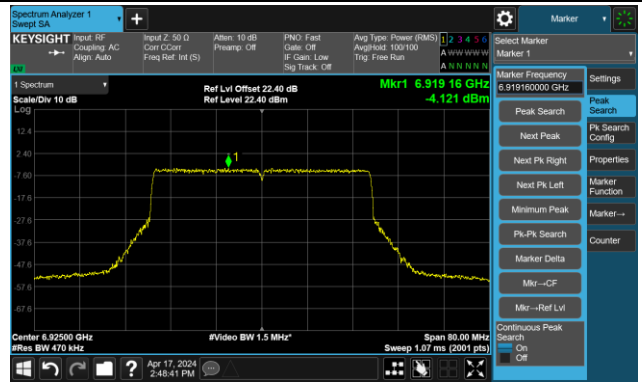 Spectrum Analyzer 1
Swept SA
+
Marker
KEYSIGHT Input: RF Input Z: 50 Ω Atten: 10 dB PNO: Fast Avg Type: Power (RMS) 1 2 3 4 5 6
Coupling: AC Corr CCorr Preamp: Off Gate: Off Avg|Hold: 100/100 A W W W W W
Align: Auto Freq Ref: Int (S) IF Gain: Low Trig: Free Run
Sig Track: Off A N N N N N
Select Marker
Marker 1
1 Spectrum
Ref Lvl Offset 22.40 dB Mkr1 6.919 16 GHz
Scale/Div 10 dB Ref Level 22.40 dBm -4.121 dBm
Log
12.4
2.40
-7.60
-17.6
-27.6
-37.6
-47.6
-57.6
-67.6
1
Center 6.92500 GHz #Video BW 1.5 MHz* Span 80.00 MHz
#Res BW 470 kHz Sweep 1.07 ms (2001 pts)
Marker Frequency
6.919160000 GHz
Peak Search
Next Peak
Next Pk Right
Next Pk Left
Minimum Peak
Pk-Pk Search
Marker Delta
Mkr→CF
Mkr→Ref Lvl
Continuous Peak
Search
On
Off
Settings
Peak
Search
Pk Search
Config
Properties
Marker
Function
Marker→
Counter
? Apr 17, 2024
2:48:41 PM